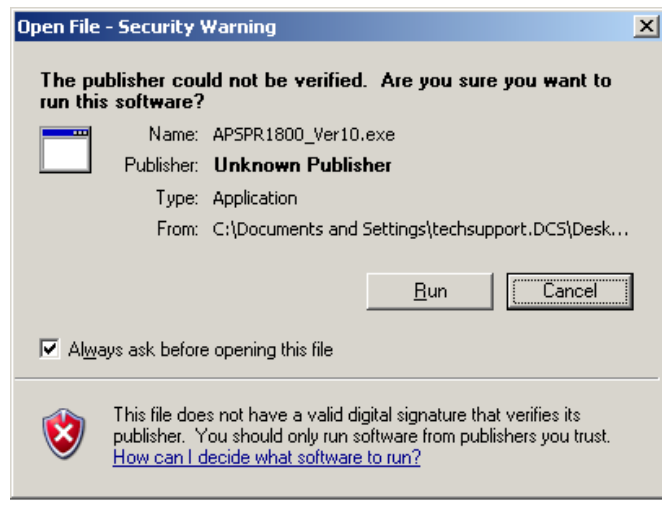 Open File - Security Warning
The publisher could not be verified. Are you sure you want to
run this software?
Name: APSPR1800_Ver10.exe
Publisher: Unknown Publisher
Type: Application
From: C:\Documents and Settings\techsupport.DCS\Desk...
Run Cancel
Always ask before opening this file
This file does not have a valid digital signature that verifies its
publisher. You should only run software from publishers you trust.
How can I decide what software to run?